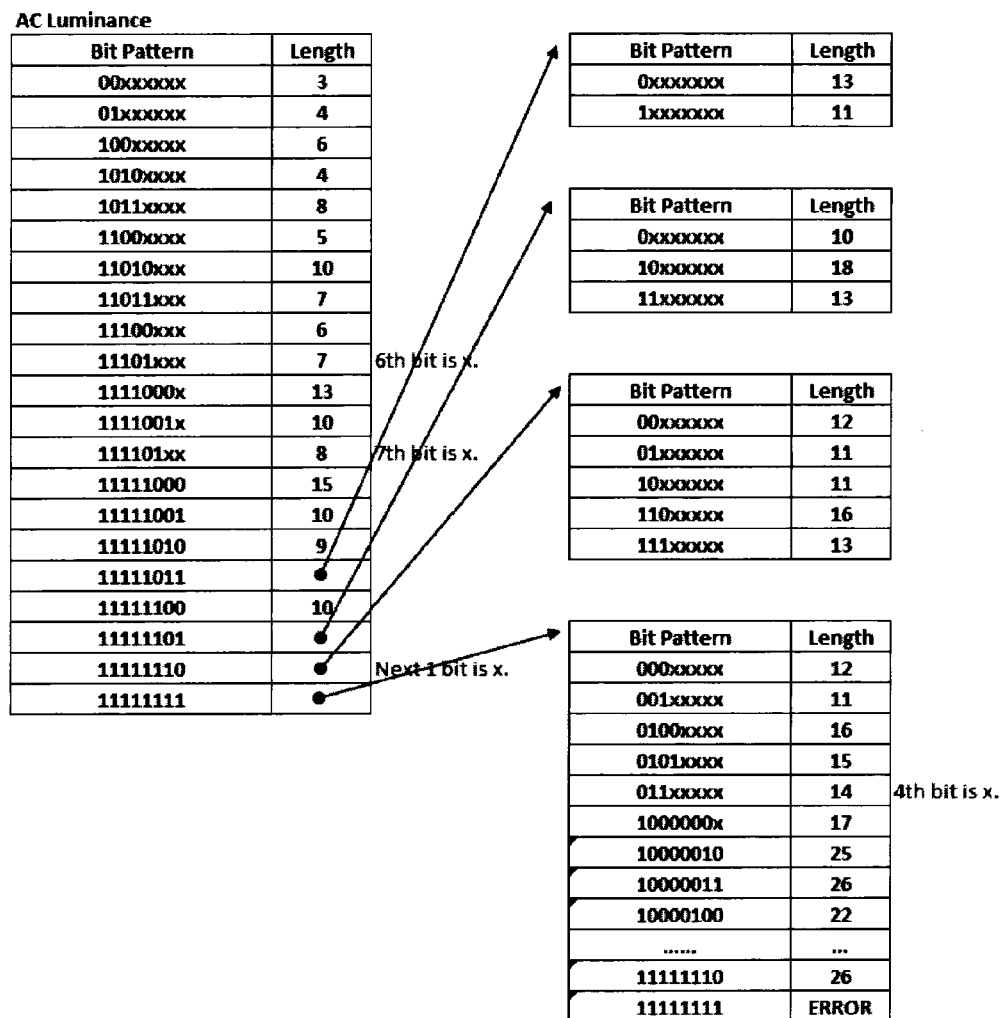 AC Luminance
Bit Pattern Length
00xxxxxx 3
01xxxxxx 4
100xxxxx 6
1010xxxx 4
1011xxxx 8
1100xxxx 5
11010xxx 10
11011xxx 7
11100xxx 6
11101xxx 7 6th bit is x.
1111000x 13
1111001x 10
111101xx 8 7th bit is x.
11111000 15
11111001 10
11111010 9
11111011
11111100 10
11111101
11111110 Next 1 bit is x.
11111111
Bit Pattern Length
0xxxxxxx 13
1xxxxxxx 11
Bit Pattern Length
0xxxxxxx 10
10xxxxxx 18
11xxxxxx 13
Bit Pattern Length
00xxxxxx 12
01xxxxxx 11
10xxxxxx 11
110xxxxx 16
111xxxxx 13
Bit Pattern Length
000xxxxx 12
001xxxxx 11
0100xxxx 16
0101xxxx 15
011xxxxx 14 4th bit is x.
1000000x 17
10000010 25
10000011 26
10000100 22
...... ...
11111110 26
11111111 ERROR